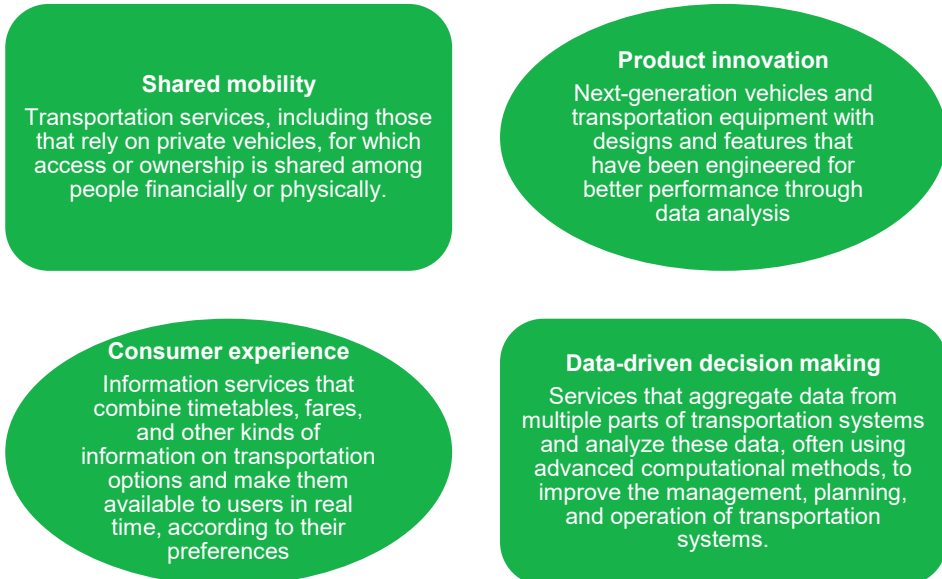 Shared mobility
Transportation services, including those
that rely on private vehicles, for which
access or ownership is shared among
people financially or physically.
Product innovation
Next-generation vehicles and
transportation equipment with
designs and features that
have been engineered for
better performance through
data analysis
Consumer experience
Information services that
combine timetables, fares,
and other kinds of
information on transportation
options and make them
available to users in real
time, according to their
preferences
Data-driven decision making
Services that aggregate data from
multiple parts of transportation systems
and analyze these data, often using
advanced computational methods, to
improve the management, planning,
and operation of transportation
systems.